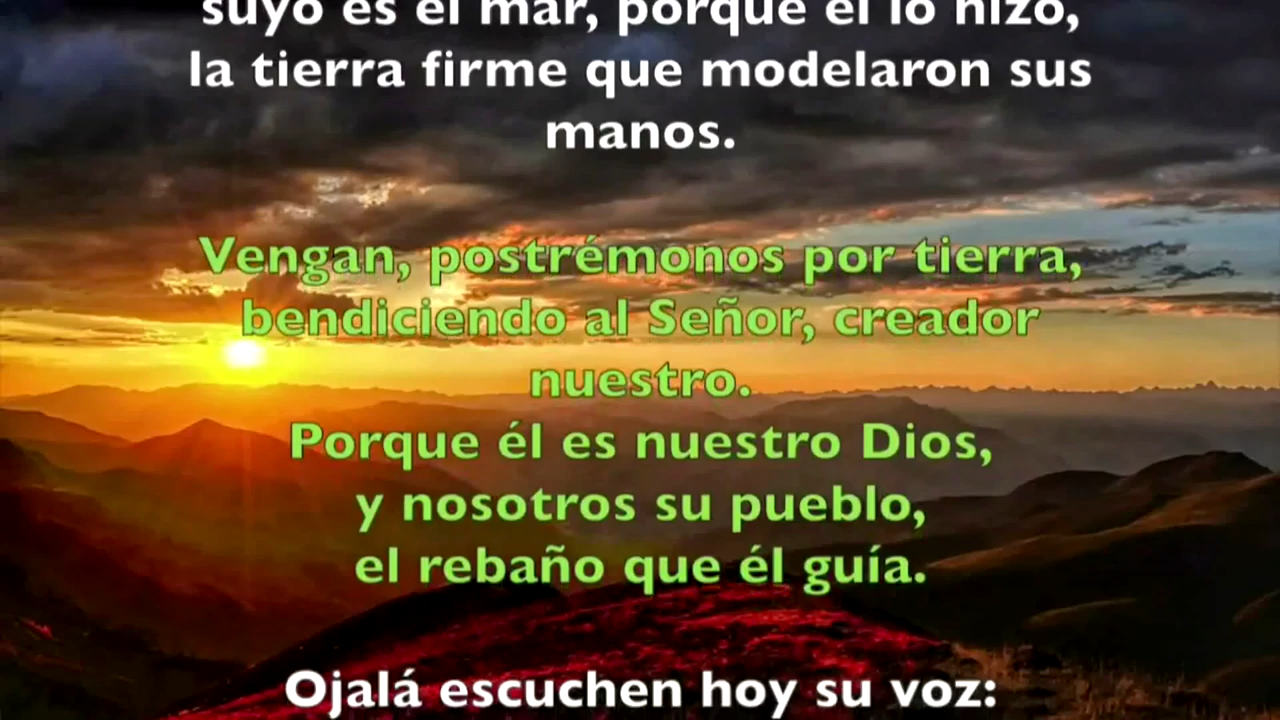 suyo es el mar, porque él lo hizo,
la tierra firme que modelaron sus
manos.
Vengan, postrémonos por tierra,
bendiciendo al Señor, creador
nuestro.
Porque él es nuestro Dios,
y nosotros su pueblo,
el rebaño que él guía.
Ojalá escuchen hoy su voz: